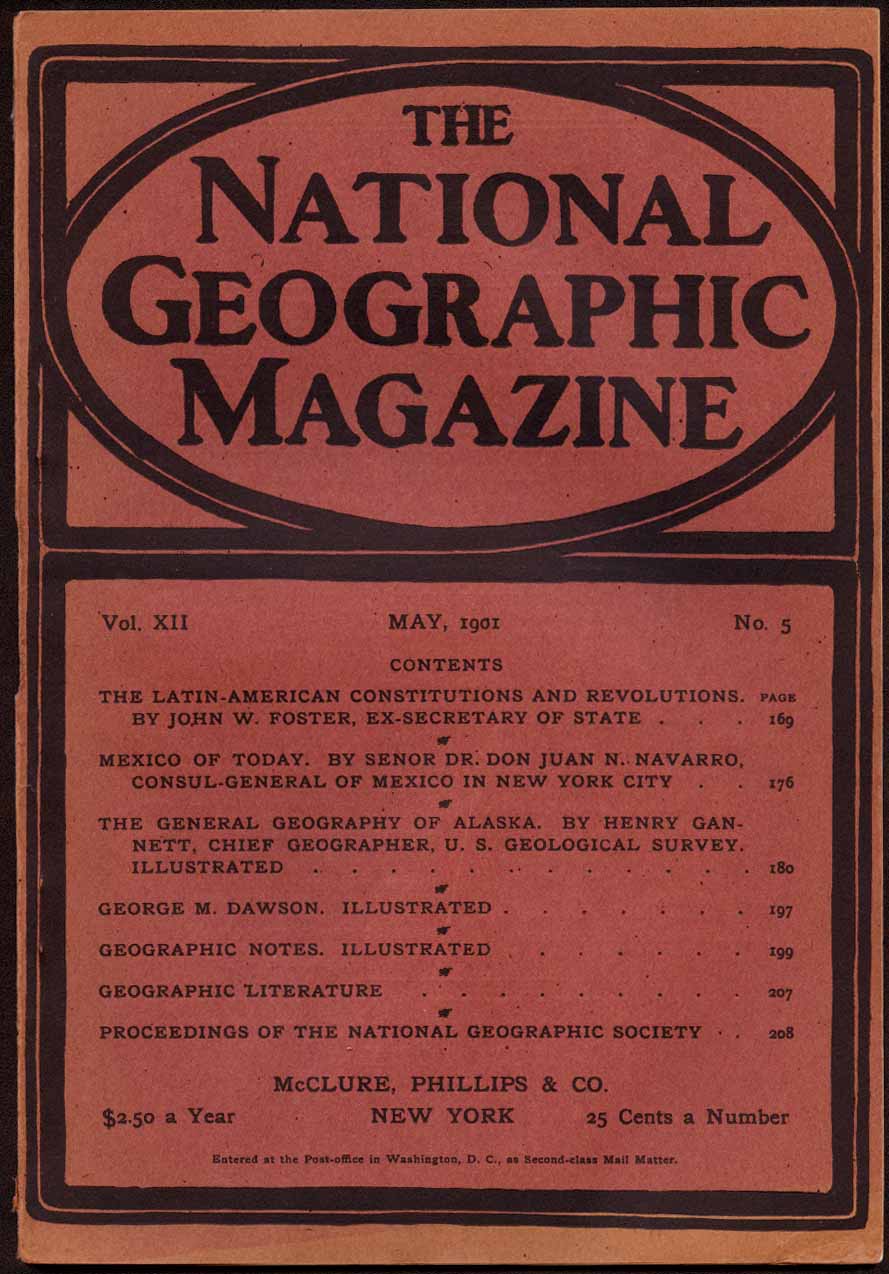 THE
NATIONAL
GEOGRAPHIC
MAGAZINE
Vol. XII MAY, 1901 No. 5
CONTENTS
THE LATIN-AMERICAN CONSTITUTIONS AND REVOLUTIONS. PAGE
BY JOHN W. FOSTER, EX-SECRETARY OF STATE . . . 169
MEXICO OF TODAY. BY SENOR DR. DON JUAN N. NAVARRO,
CONSUL-GENERAL OF MEXICO IN NEW YORK CITY . . 176
THE GENERAL GEOGRAPHY OF ALASKA. BY HENRY GAN-
NETT, CHIEF GEOGRAPHER, U. S. GEOLOGICAL SURVEY.
ILLUSTRATED . . . . . . . . . . . 180
GEORGE M. DAWSON. ILLUSTRATED . . . . . . . 197
GEOGRAPHIC NOTES. ILLUSTRATED . . . . . . 199
GEOGRAPHIC LITERATURE . . . . . . . . . 207
PROCEEDINGS OF THE NATIONAL GEOGRAPHIC SOCIETY . . 208
McCLURE, PHILLIPS & CO.
$2.50 a Year NEW YORK 25 Cents a Number
Entered at the Post-office in Washington, D. C., as Second-class Mail Matter.